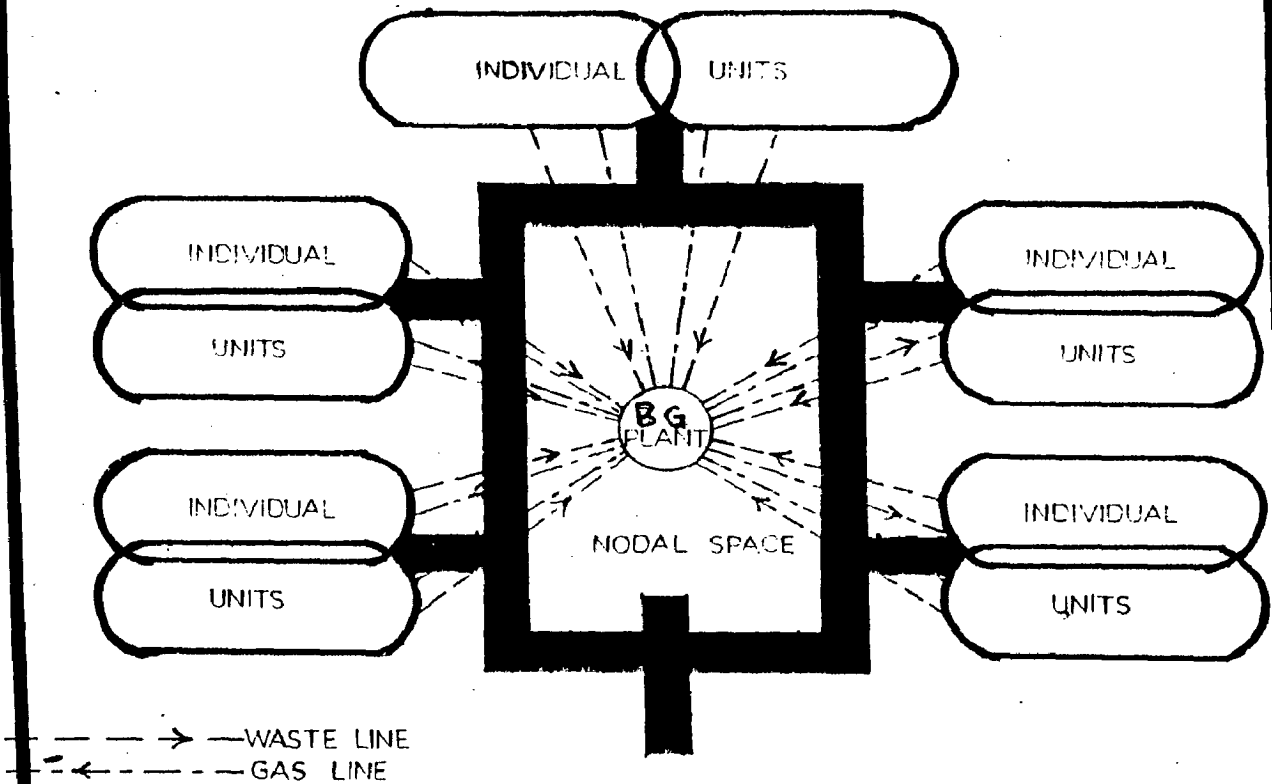 INDIVIDUAL UNITS
INDIVIDUAL
UNITS
INDIVIDUAL
UNITS
BG
PLANT
INDIVIDUAL
UNITS
INDIVIDUAL
UNITS
NODAL SPACE
WASTE LINE
GAS LINE